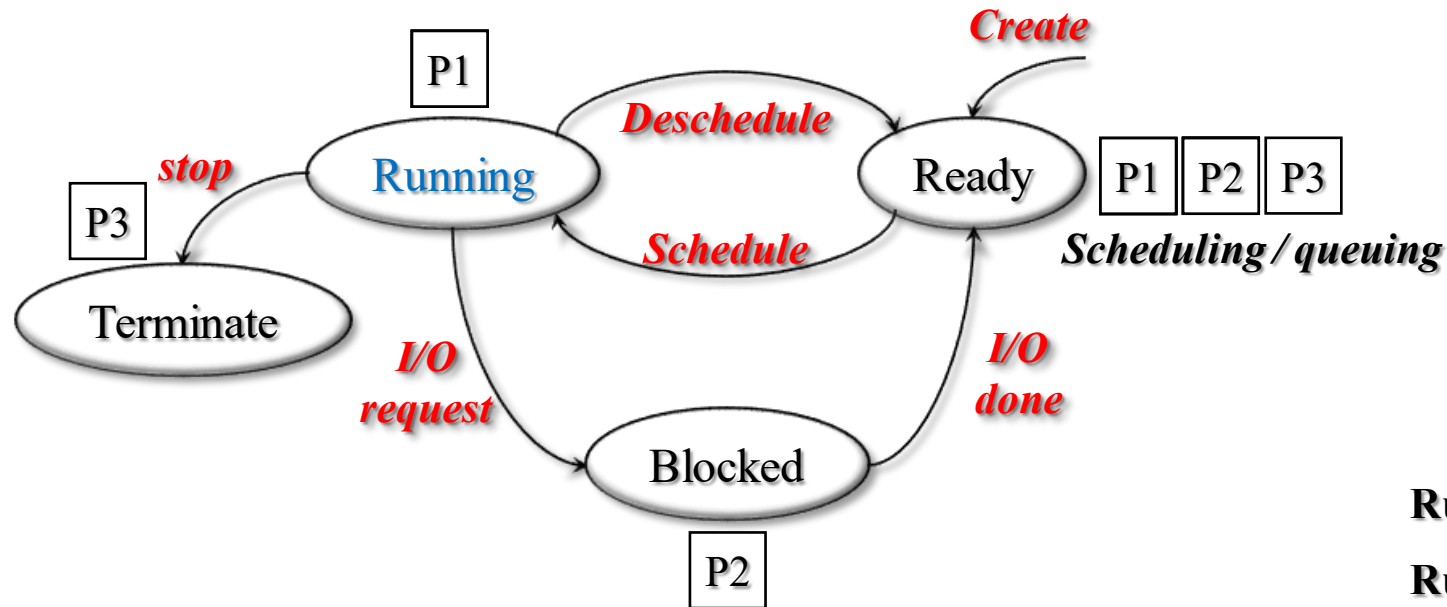 Create
P1
Deschedule
stop
Running
Ready
P1 P2 P3
P3
Schedule
Scheduling / queuing
Terminate
I/O
request
I/O
done
Blocked
P2